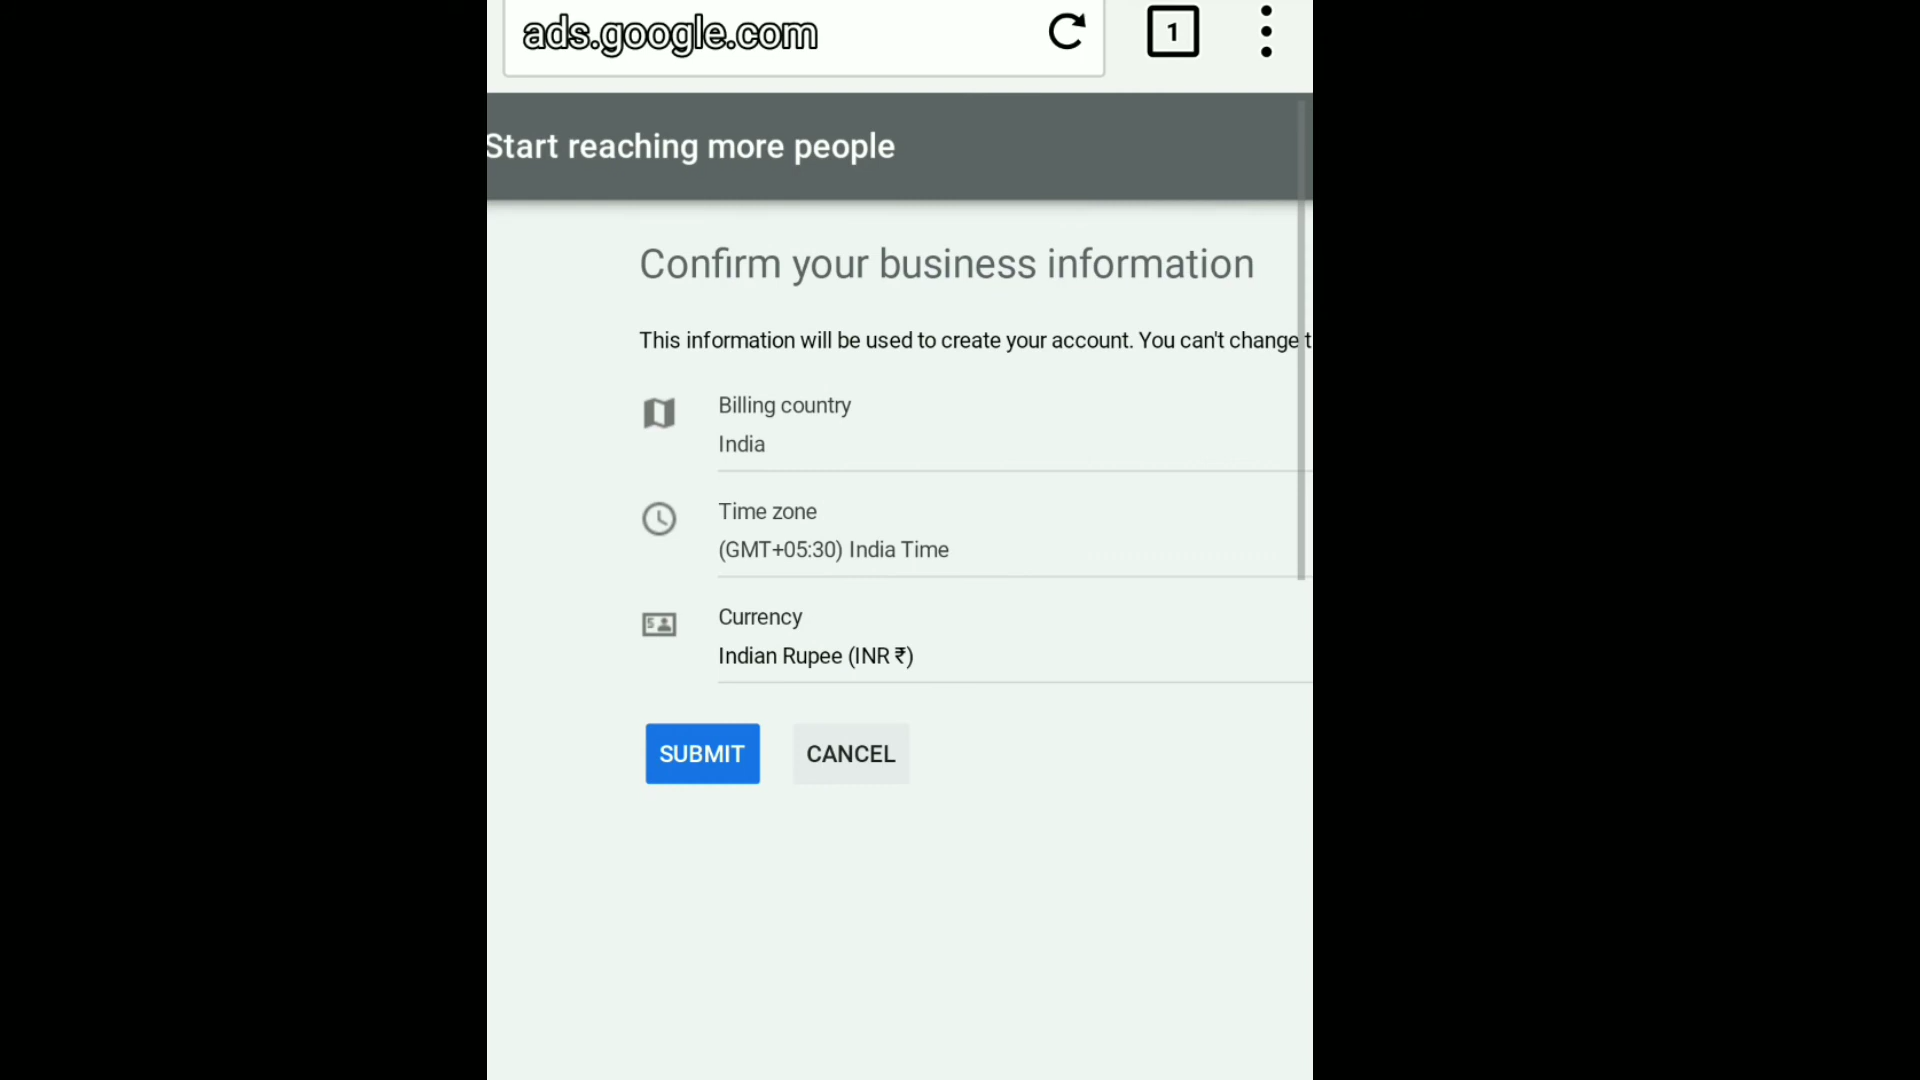 ads.google.com
1
Start reaching more people
Confirm your business information
This information will be used to create your account. You can't change t
Billing country
India
Time zone
(GMT+05:30) India Time
Currency
Indian Rupee (INR ₹)
SUBMIT CANCEL